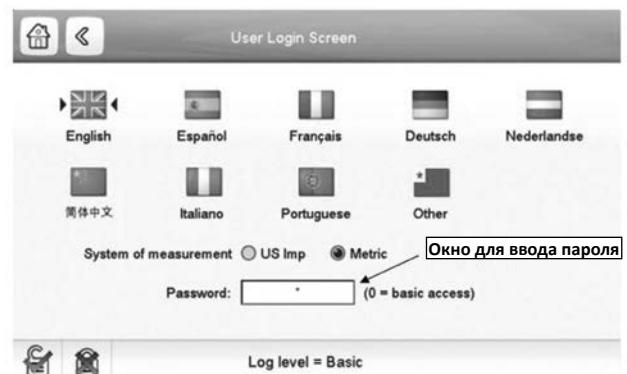 User Login Screen
English Español Français Deutsch Nederlandse
简体中文 Italiano Portuguese Other
System of measurement US Imp Metric
Окно для ввода пароля
Password: * (0 = basic access)
Log level = Basic